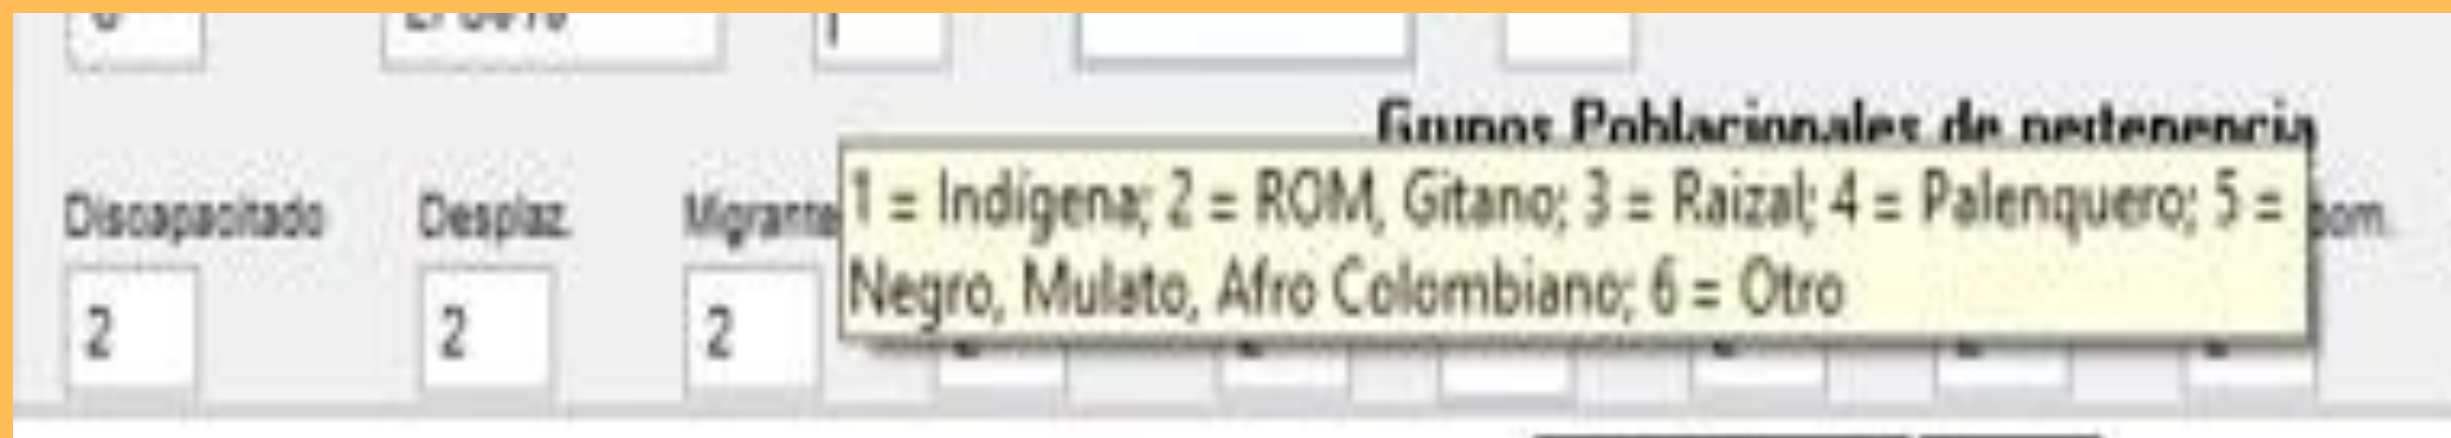 Grupos Poblacionales de pertenencia
Discapacitado Desplaz. Migrante
1 = Indígena; 2 = ROM, Gitano; 3 = Raizal; 4 = Palenquero; 5 =
Negro, Mulato, Afro Colombiano; 6 = Otro
2 2 2